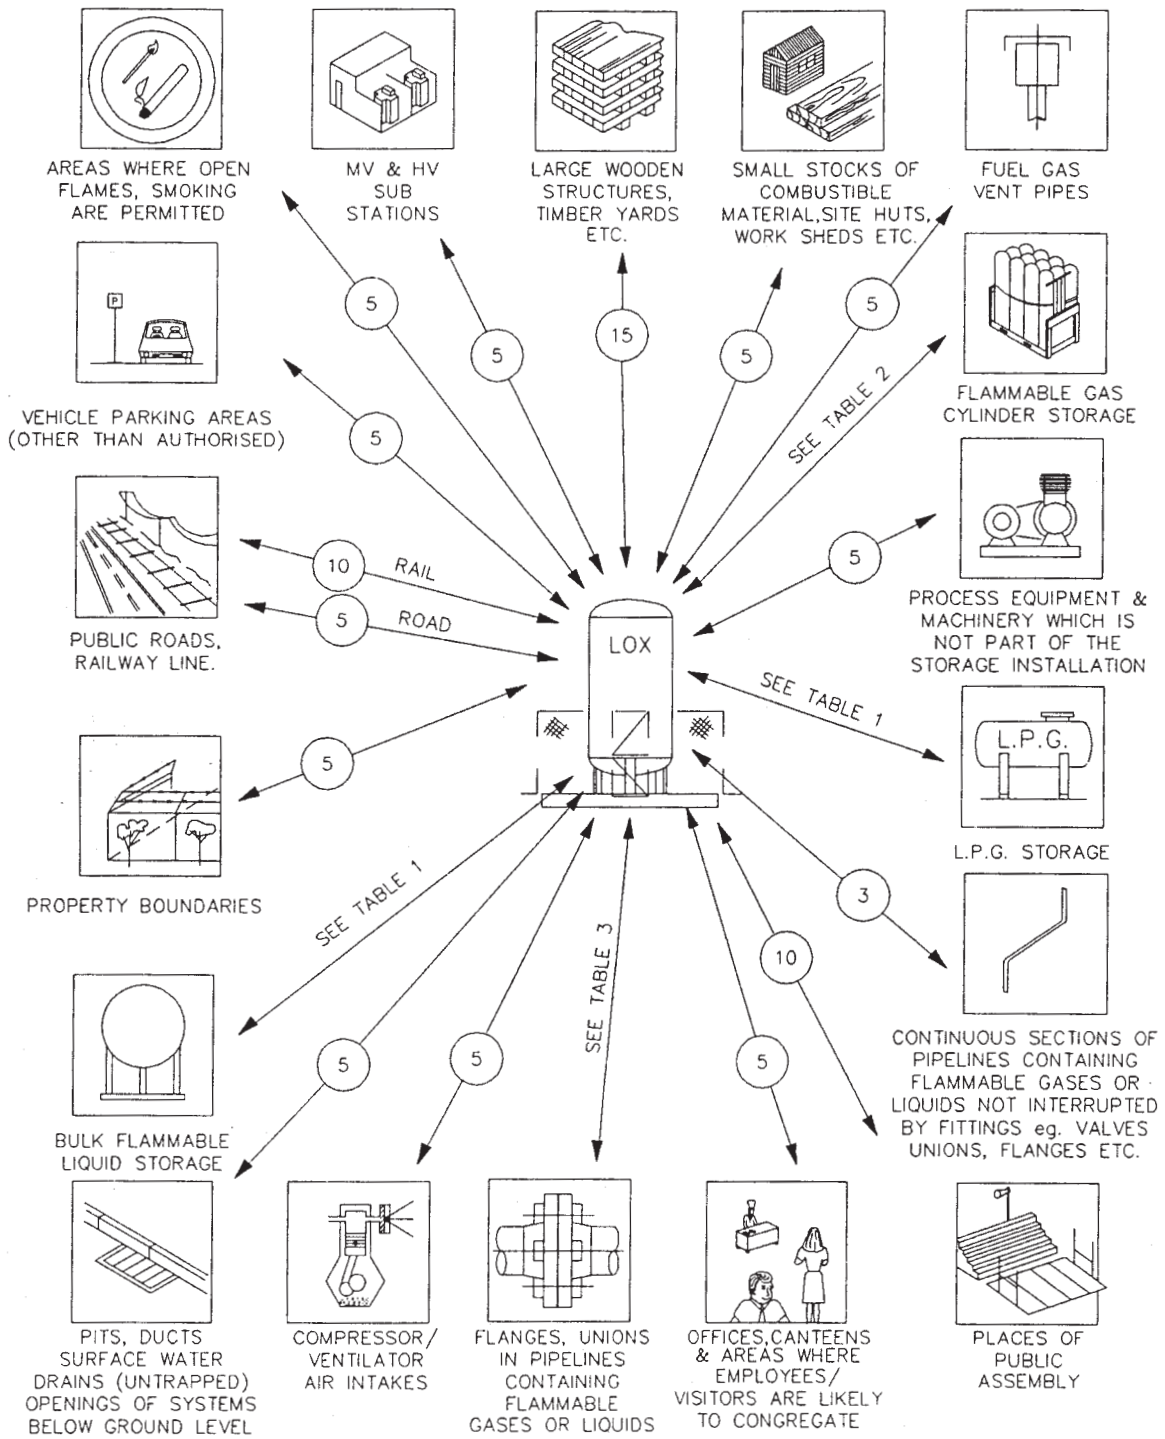 AREAS WHERE OPEN
FLAMES, SMOKING
ARE PERMITTED
MV & HV
SUB
STATIONS
LARGE WOODEN
STRUCTURES,
TIMBER YARDS
ETC.
SMALL STOCKS OF
COMBUSTIBLE
MATERIAL,SITE HUTS,
WORK SHEDS ETC.
FUEL GAS
VENT PIPES
P
VEHICLE PARKING AREAS
(OTHER THAN AUTHORISED)
5
5
15
5
5
SEE TABLE 2
FLAMMABLE GAS
CYLINDER STORAGE
5
PUBLIC ROADS,
RAILWAY LINE.
10
RAIL
5
ROAD
LOX
5
PROCESS EQUIPMENT &
MACHINERY WHICH IS
NOT PART OF THE
STORAGE INSTALLATION
SEE TABLE 1
L.P.G.
L.P.G. STORAGE
5
PROPERTY BOUNDARIES
SEE TABLE 1
BULK FLAMMABLE
LIQUID STORAGE
5
5
SEE TABLE 3
5
10
3
CONTINUOUS SECTIONS OF
PIPELINES CONTAINING
FLAMMABLE GASES OR
LIQUIDS NOT INTERRUPTED
BY FITTINGS eg. VALVES
UNIONS, FLANGES ETC.
PITS, DUCTS
SURFACE WATER
DRAINS (UNTRAPPED)
OPENINGS OF SYSTEMS
BELOW GROUND LEVEL
COMPRESSOR/
VENTILATOR
AIR INTAKES
FLANGES, UNIONS
IN PIPELINES
CONTAINING
FLAMMABLE
GASES OR LIQUIDS
OFFICES,CANTEENS
& AREAS WHERE
EMPLOYEES/
VISITORS ARE LIKELY
TO CONGREGATE
PLACES OF
PUBLIC
ASSEMBLY